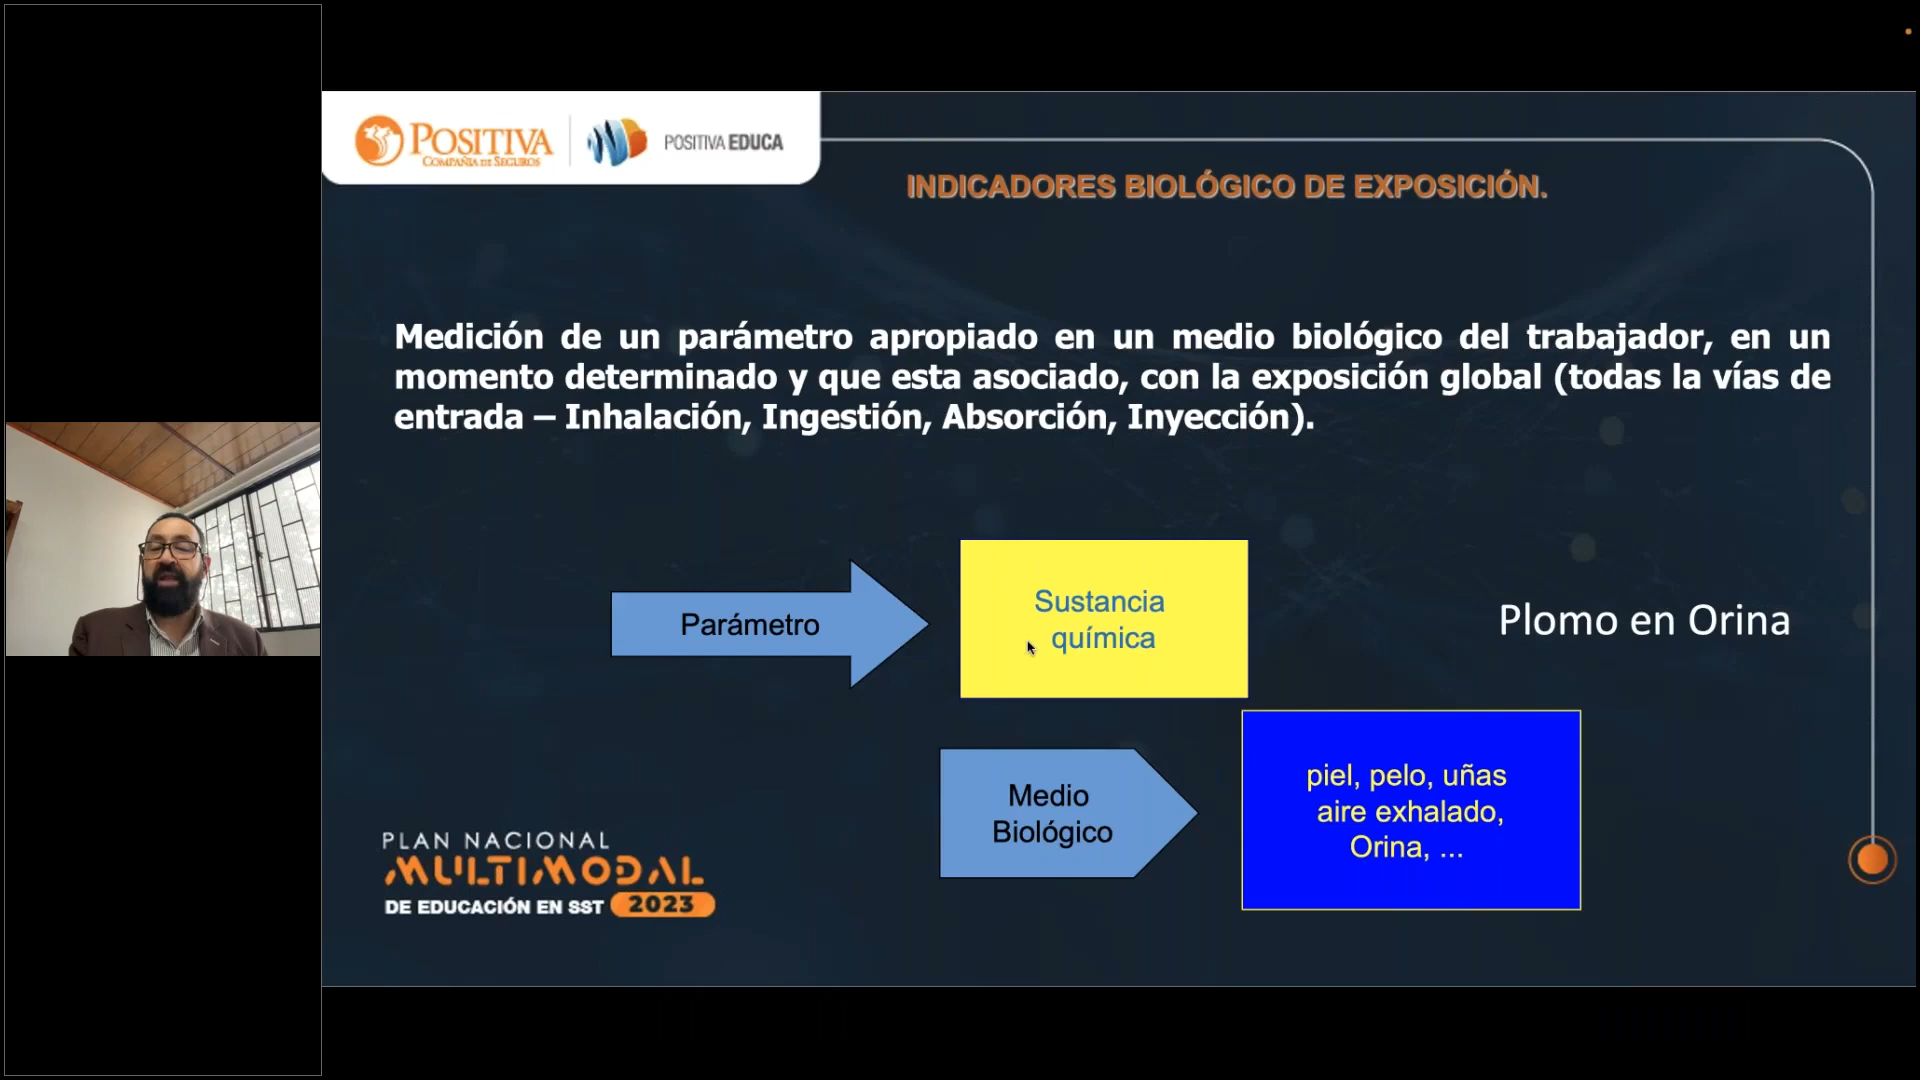 POSITIVA
COMPAÑIA DE SEGUROS
POSITIVA EDUCA
INDICADORES BIOLÓGICO DE EXPOSICIÓN.
Medición de un parámetro apropiado en un medio biológico del trabajador, en un
momento determinado y que esta asociado, con la exposición global (todas la vías de
entrada – Inhalación, Ingestión, Absorción, Inyección).
Parámetro
Sustancia
química
Plomo en Orina
Medio
Biológico
piel, pelo, uñas
aire exhalado,
Orina, ...
PLAN NACIONAL
MULTIMODAL
DE EDUCACIÓN EN SST 2023